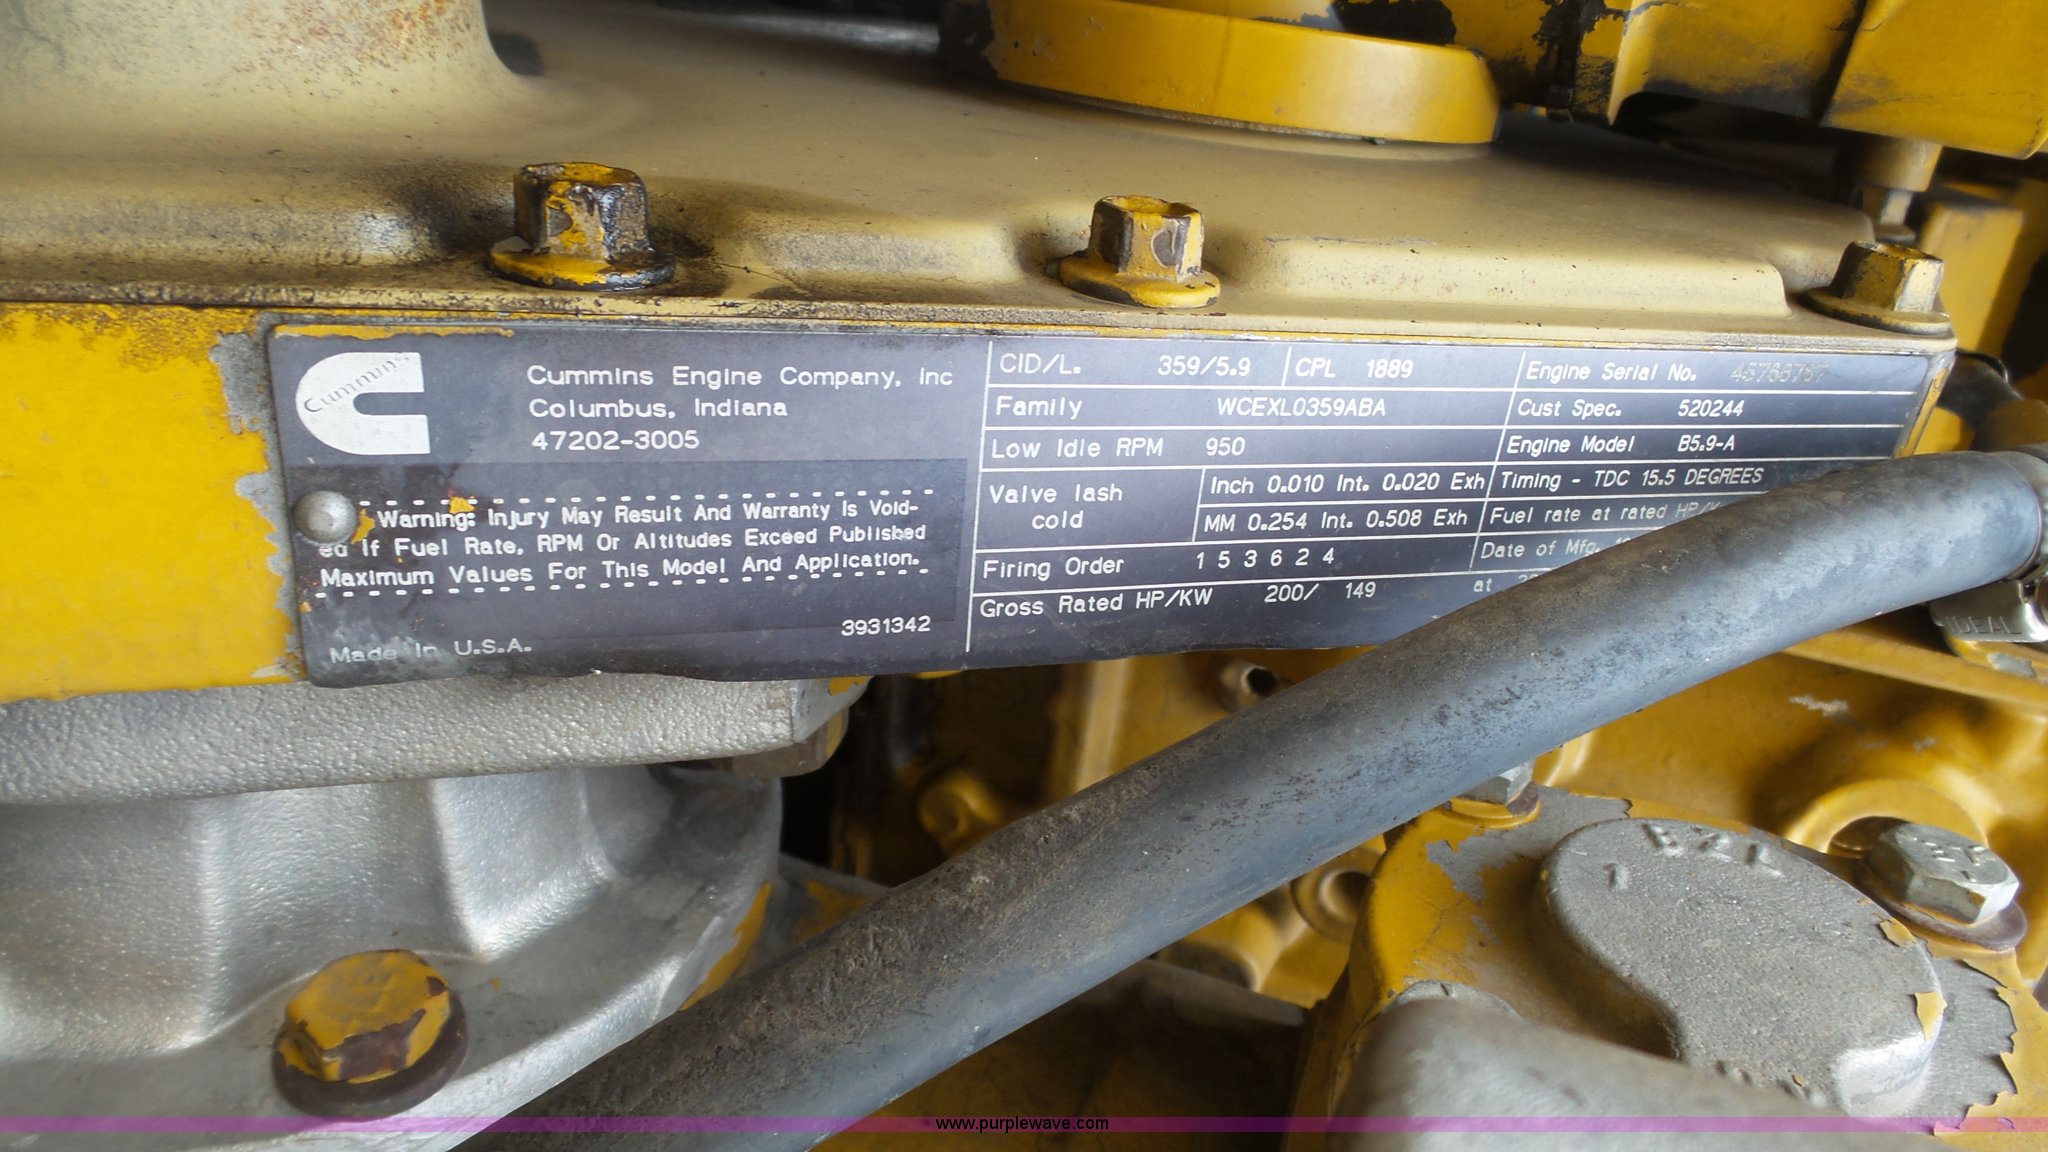 Cummins
Cummins Engine Company, Inc
Columbus, Indiana
47202-3005
Warning: Injury May Result And Warranty Is Void-
ed If Fuel Rate, RPM Or Altitudes Exceed Published
Maximum Values For This Model And Application.
3931342
Made In U.S.A.
CID/L. 359/5.9 CPL 1889 Engine Serial No.
Family WCEXL0359ABA Cust Spec. 520244
Low Idle RPM 950 Engine Model B5.9-A
Valve lash cold Inch 0.010 Int. 0.020 Exh Timing - TDC 15.5 DEGREES
MM 0.254 Int. 0.508 Exh Fuel rate at rated HP/K
Firing Order 1 5 3 6 2 4 Date of Mfg.
Gross Rated HP/KW 200/ 149 at
IDEAL
www.purplewave.com